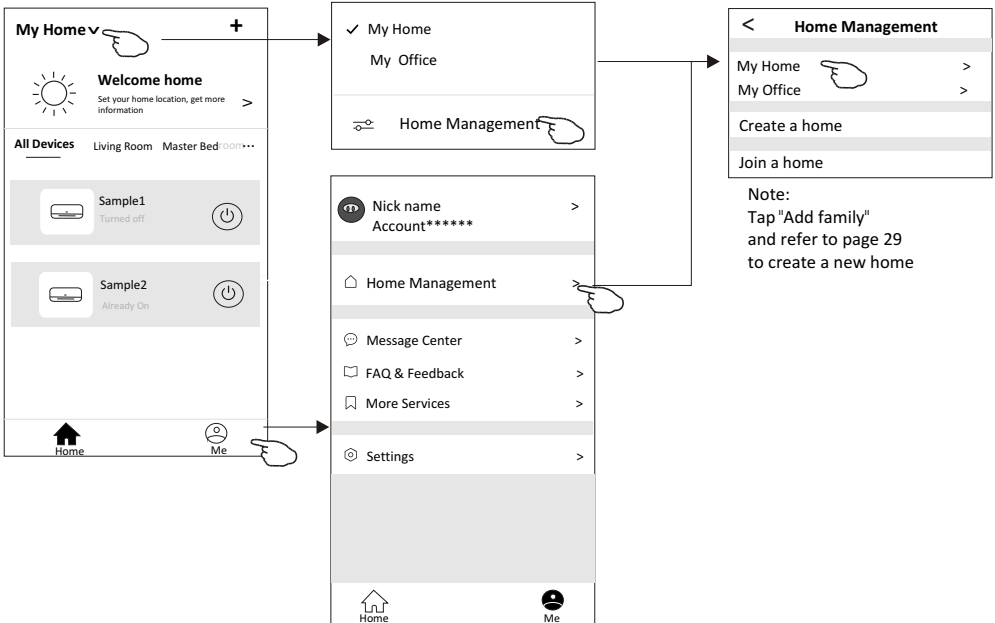 My Home
+
Welcome home
Set your home location, get more
information
>
All Devices Living Room Master Bedroom...
Sample1
Turned off
Sample2
Already On
Home
Me
✓ My Home
My Office
Home Management
Nick name >
Account******
Home Management >
Message Center >
FAQ & Feedback >
More Services >
Settings >
Home
Me
< Home Management
My Home >
My Office >
Create a home
Join a home
Note:
Tap "Add family"
and refer to page 29
to create a new home